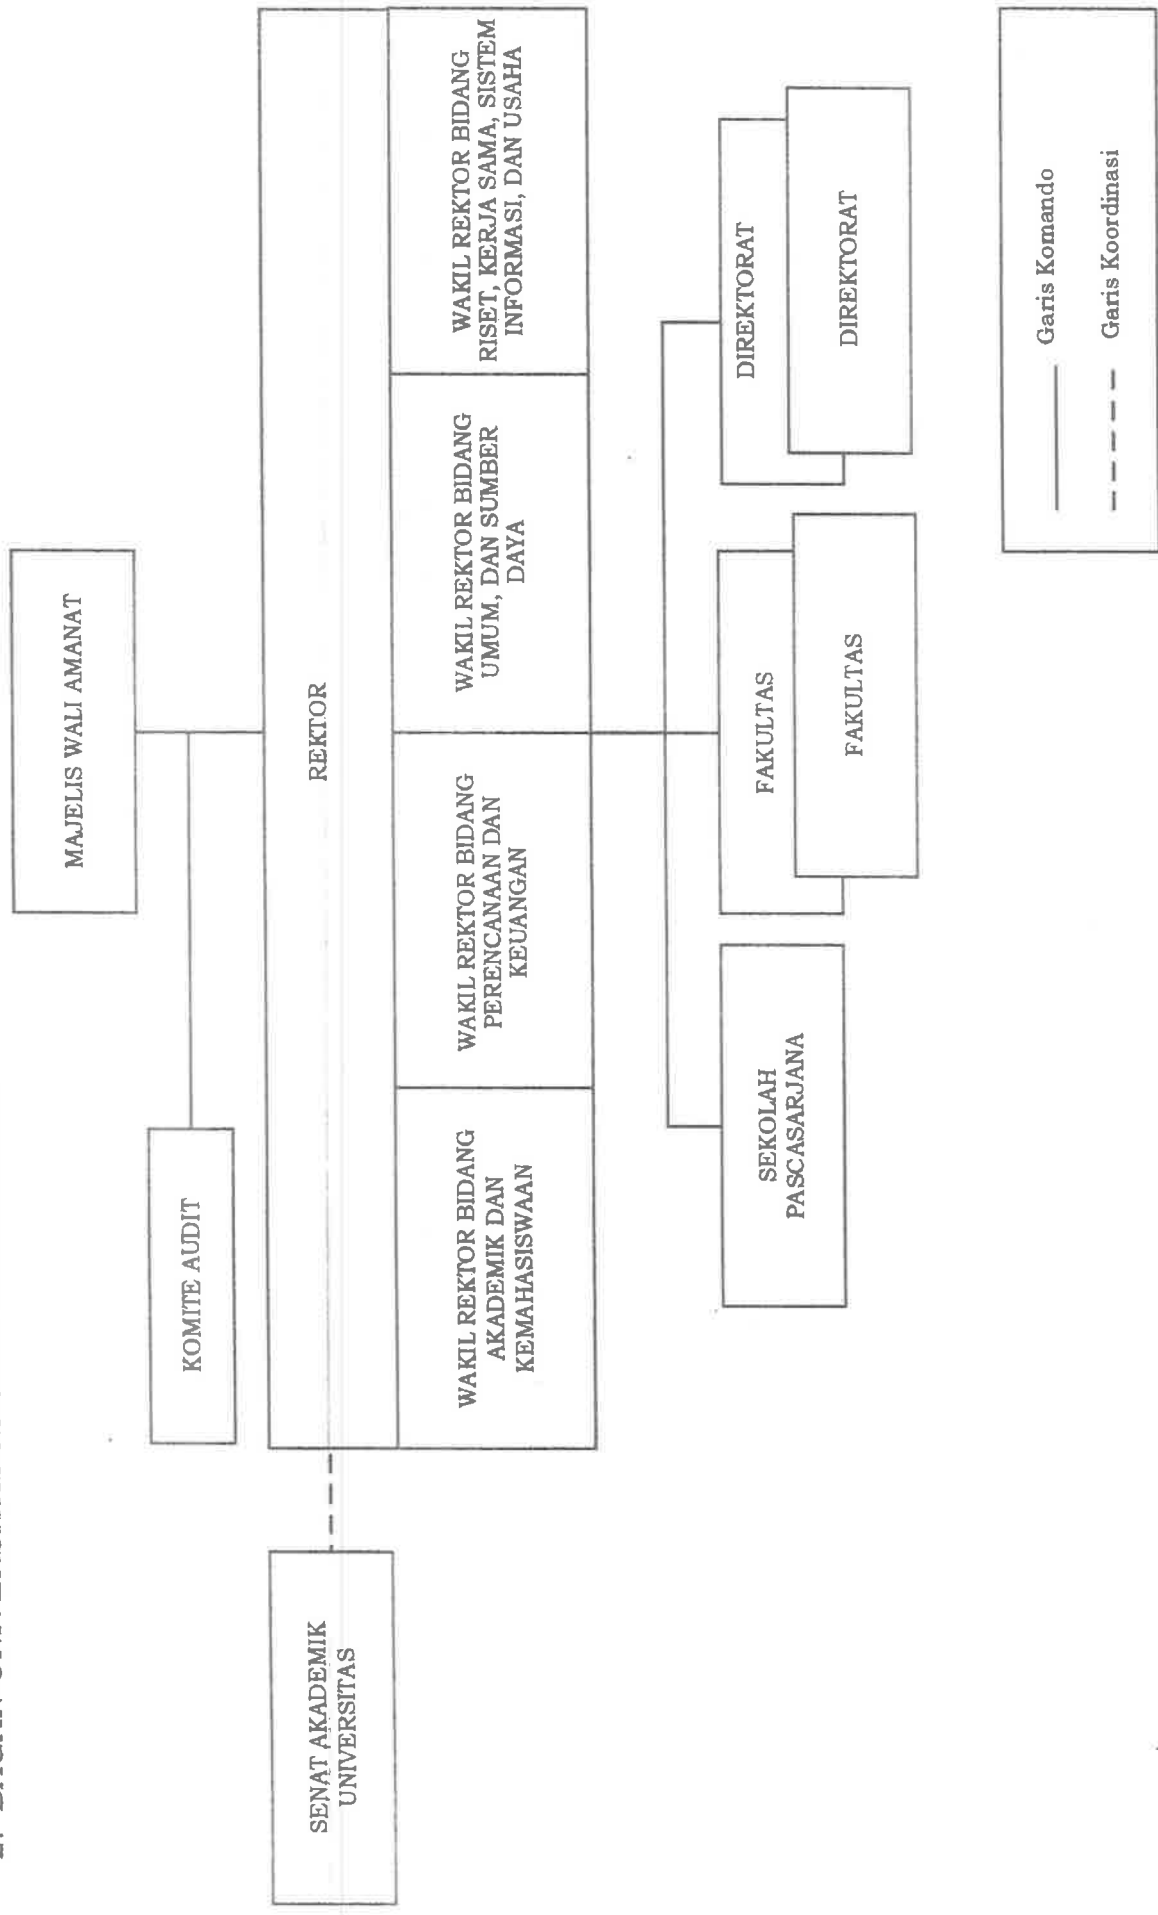 BAGAN
MAJELIS WALI AMANAT
KOMITE AUDIT
SENAT AKADEMIK
UNIVERSITAS
REKTOR
WAKIL REKTOR BIDANG
AKADEMIK DAN
KEMAHASISWAAN
WAKIL REKTOR BIDANG
PERENCANAAN DAN
KEUANGAN
WAKIL REKTOR BIDANG
UMUM, DAN SUMBER
DAYA
WAKIL REKTOR BIDANG
RISET, KERJA SAMA, SISTEM
INFORMASI, DAN USAHA
SEKOLAH
PASCASARJANA
FAKULTAS
FAKULTAS
DIREKTORAT
DIREKTORAT
Garis Komando
Garis Koordinasi